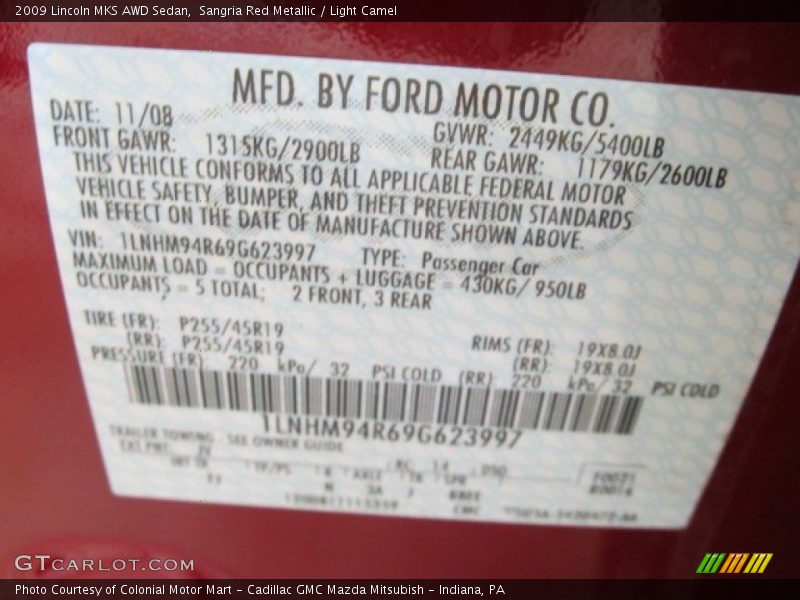 2009 Lincoln MKS AWD Sedan, Sangria Red Metallic / Light Camel
MFD. BY FORD MOTOR CO.
DATE: 11/08 GVWR: 2449KG/5400LB
FRONT GAWR: 1315KG/2900LB REAR GAWR: 1179KG/2600LB
THIS VEHICLE CONFORMS TO ALL APPLICABLE FEDERAL MOTOR
VEHICLE SAFETY, BUMPER, AND THEFT PREVENTION STANDARDS
IN EFFECT ON THE DATE OF MANUFACTURE SHOWN ABOVE.
VIN: 1LNHM94R69G623997 TYPE: Passenger Car
MAXIMUM LOAD = OCCUPANTS + LUGGAGE = 430KG/ 950LB
OCCUPANTS = 5 TOTAL; 2 FRONT, 3 REAR
TIRE (FR): P255/45R19 RIMS (FR): 19X8.0J
(RR): P255/45R19 (RR): 19X8.0J
PRESSURE (FR) 220 kPa/ 32 PSI COLD (RR) 220 kPa/ 32 PSI COLD
1LNHM94R69G623997
TRAILER TOWING - SEE OWNER GUIDE
EXT PNT:
GTCARLOT.COM
Photo Courtesy of Colonial Motor Mart - Cadillac GMC Mazda Mitsubish - Indiana, PA